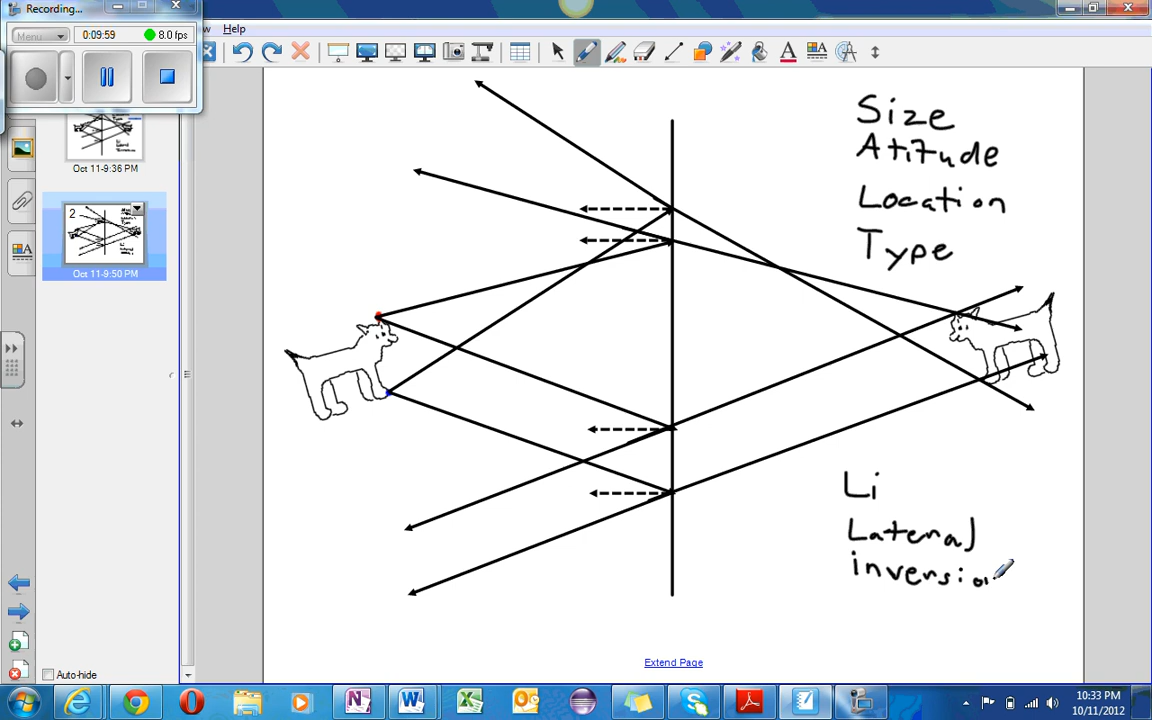 Recording...
Menu
0:09:59
8.0 fps
w Help
Oct 11-9:36 PM
2
Oct 11-9:50 PM
Auto-hide
Size
Atitude
Location
Type
Li
Lateral
inversion
Extend Page
10:33 PM
10/11/2012